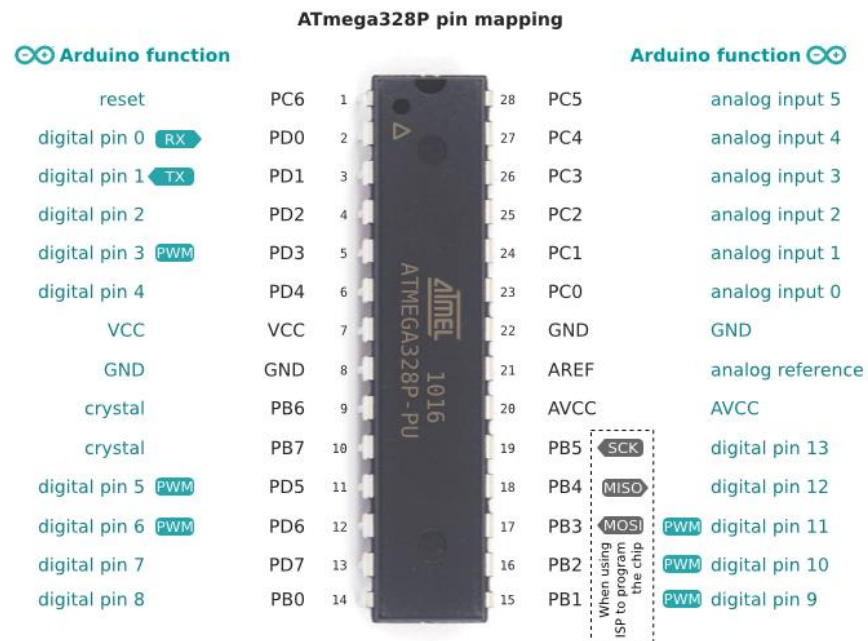 ATmega328P pin mapping
Arduino function
Arduino function
reset PC6 1 28 PC5 analog input 5
digital pin 0 RX PD0 2 27 PC4 analog input 4
digital pin 1 TX PD1 3 26 PC3 analog input 3
digital pin 2 PD2 4 25 PC2 analog input 2
digital pin 3 PWM PD3 5 24 PC1 analog input 1
digital pin 4 PD4 6 23 PC0 analog input 0
VCC VCC 7 22 GND GND
GND GND 8 21 AREF analog reference
crystal PB6 9 20 AVCC AVCC
crystal PB7 10 19 PB5 SCK digital pin 13
digital pin 5 PWM PD5 11 18 PB4 MISO digital pin 12
digital pin 6 PWM PD6 12 17 PB3 MOSI PWM digital pin 11
digital pin 7 PD7 13 16 PB2 PWM digital pin 10
digital pin 8 PB0 14 15 PB1 PWM digital pin 9
When using
ISP to program
the chip
ATMEL 1016
ATMEGA328P-PU